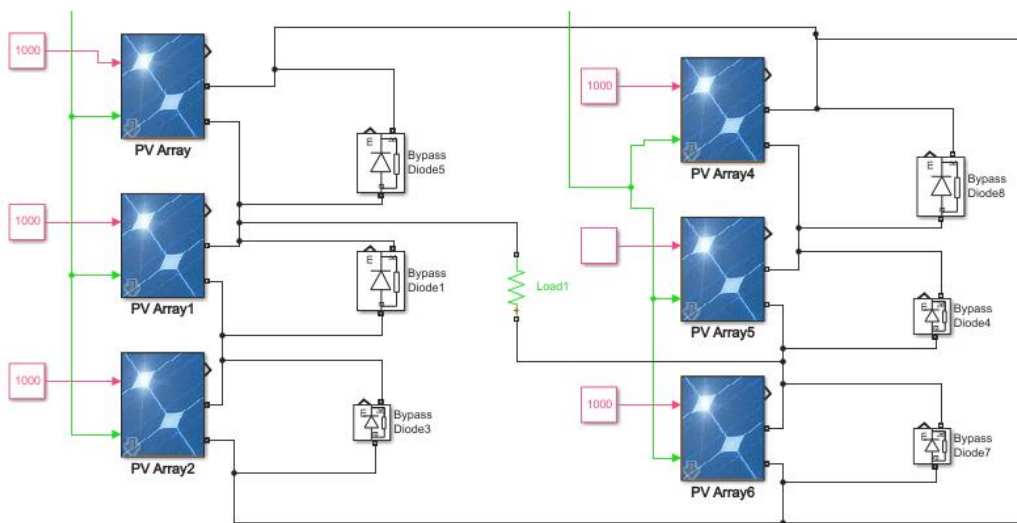 1000
PV Array
Bypass
Diode5
1000
PV Array1
Bypass
Diode1
1000
PV Array2
Bypass
Diode3
Load1
1000
PV Array4
Bypass
Diode8
PV Array5
Bypass
Diode4
1000
PV Array6
Bypass
Diode7